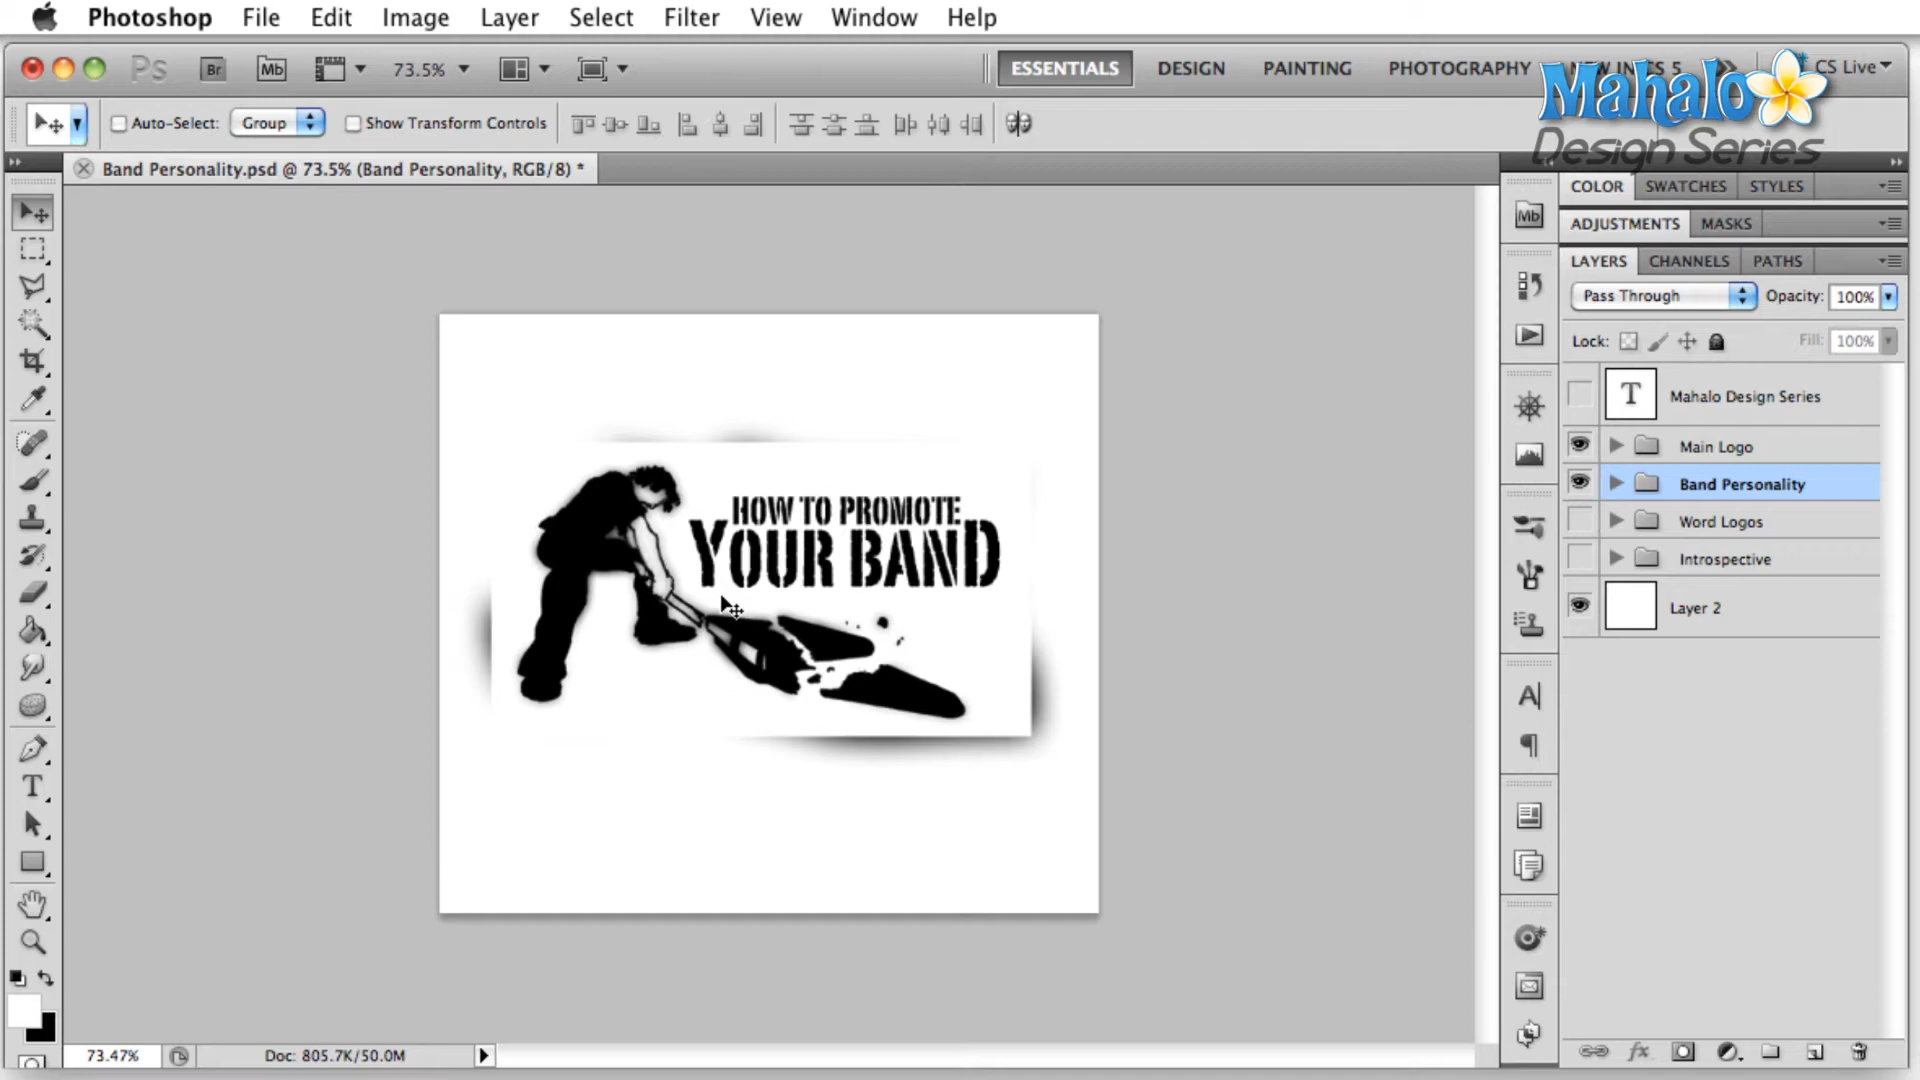 Photoshop File Edit Image Layer Select Filter View Window Help
Ps Br Mb 73.5% ESSENTIALS DESIGN PAINTING PHOTOGRAPHY CS Live
Mahalo
Design Series
Auto-Select: Group Show Transform Controls
Band Personality.psd @ 73.5% (Band Personality, RGB/8) *
COLOR SWATCHES STYLES
Mb
ADJUSTMENTS MASKS
LAYERS CHANNELS PATHS
Pass Through Opacity: 100%
Lock: Fill: 100%
T Mahalo Design Series
Main Logo
Band Personality
Word Logos
Introspective
Layer 2
HOW TO PROMOTE
YOUR BAND
73.47% Doc: 805.7K/50.0M